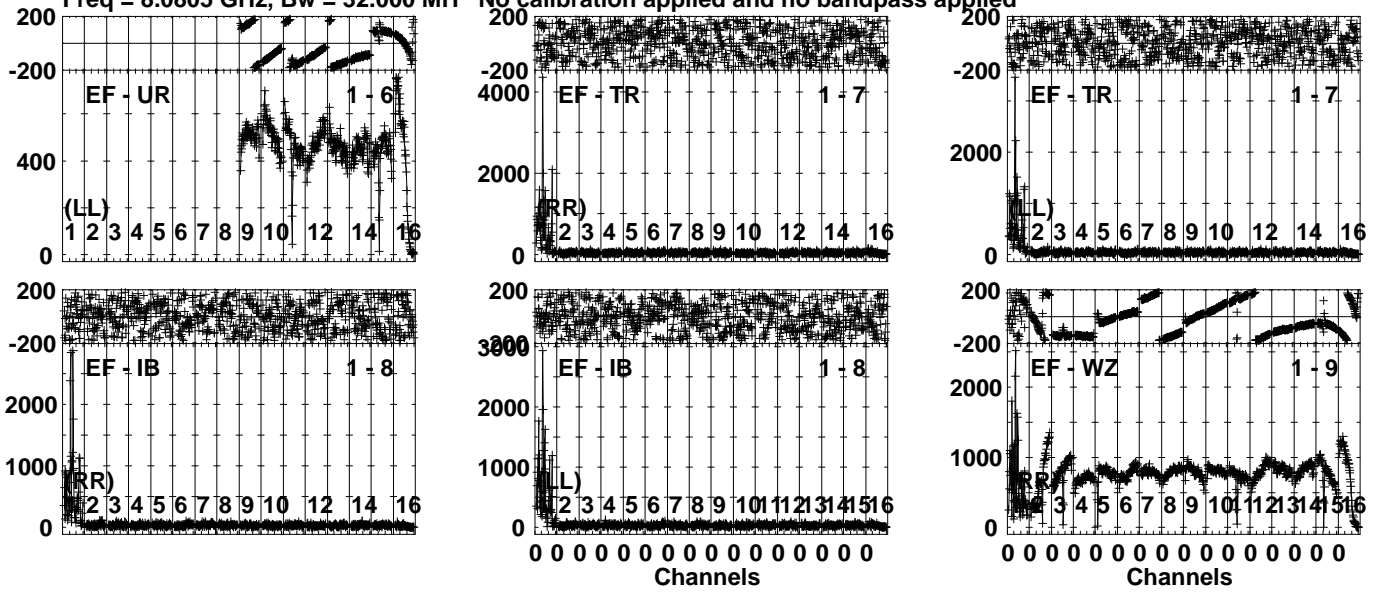 Freq = 8.0805 GHz, Bw = 32.000 MH No calibration applied and no bandpass applied
200 200 200
-200 -200 -200
EF - UR 1 - 6 4000 EF - TR 1 - 7 EF - TR 1 - 7
400 2000 2000
(LL) (RR) (LL)
1 2 3 4 5 6 7 8 9 10 12 14 16 2 3 4 5 6 7 8 9 10 12 14 16 2 3 4 5 6 7 8 9 10 12 14 16
0 0 0
200 200 200
-200 -200 -200
EF - IB 1 - 8 3000 EF - IB 1 - 8 EF - WZ 1 - 9
2000 2000 2000
1000 1000 1000
(RR) (LL) (RR)
2 3 4 5 6 7 8 9 10 12 14 16 2 3 4 5 6 7 8 9 10 11 12 13 14 15 16 2 3 4 5 6 7 8 9 10 11 12 13 14 15 16
0 0 0
0 0 0 0 0 0 0 0 0 0 0 0 0 0 0 0 0 0 0 0 0 0 0 0 0 0 0 0 0 0 0 0
Channels Channels